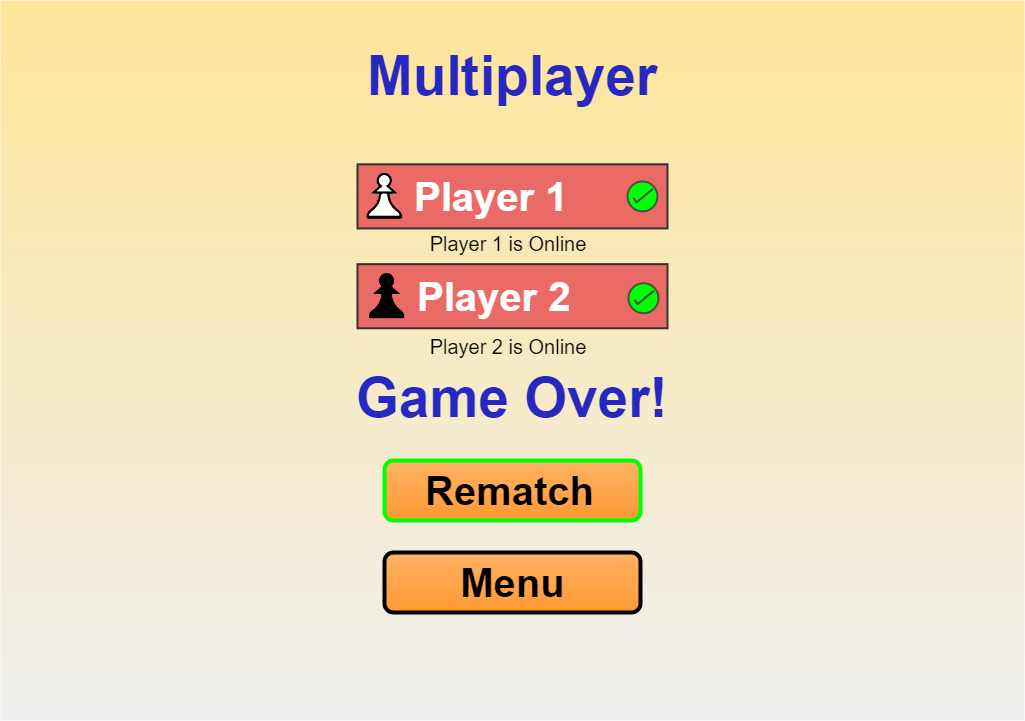 Multiplayer
Player 1
Player 1 is Online
Player 2
Player 2 is Online
Game Over!
Rematch
Menu